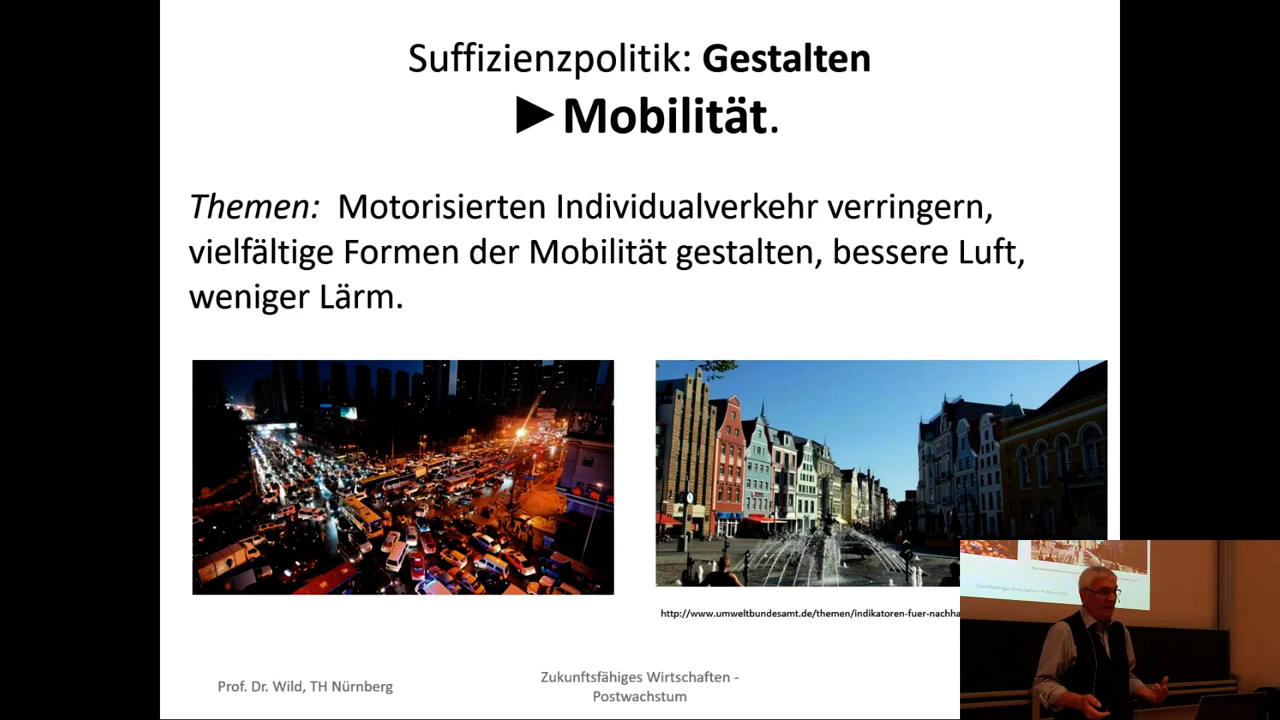 Suffizienzpolitik: Gestalten
►Mobilität.
Themen: Motorisierten Individualverkehr verringern,
vielfältige Formen der Mobilität gestalten, bessere Luft,
weniger Lärm.
http://www.umweltbundesamt.de/themen/indikatoren-fuer-nachha
Prof. Dr. Wild, TH Nürnberg
Zukunftsfähiges Wirtschaften -
Postwachstum